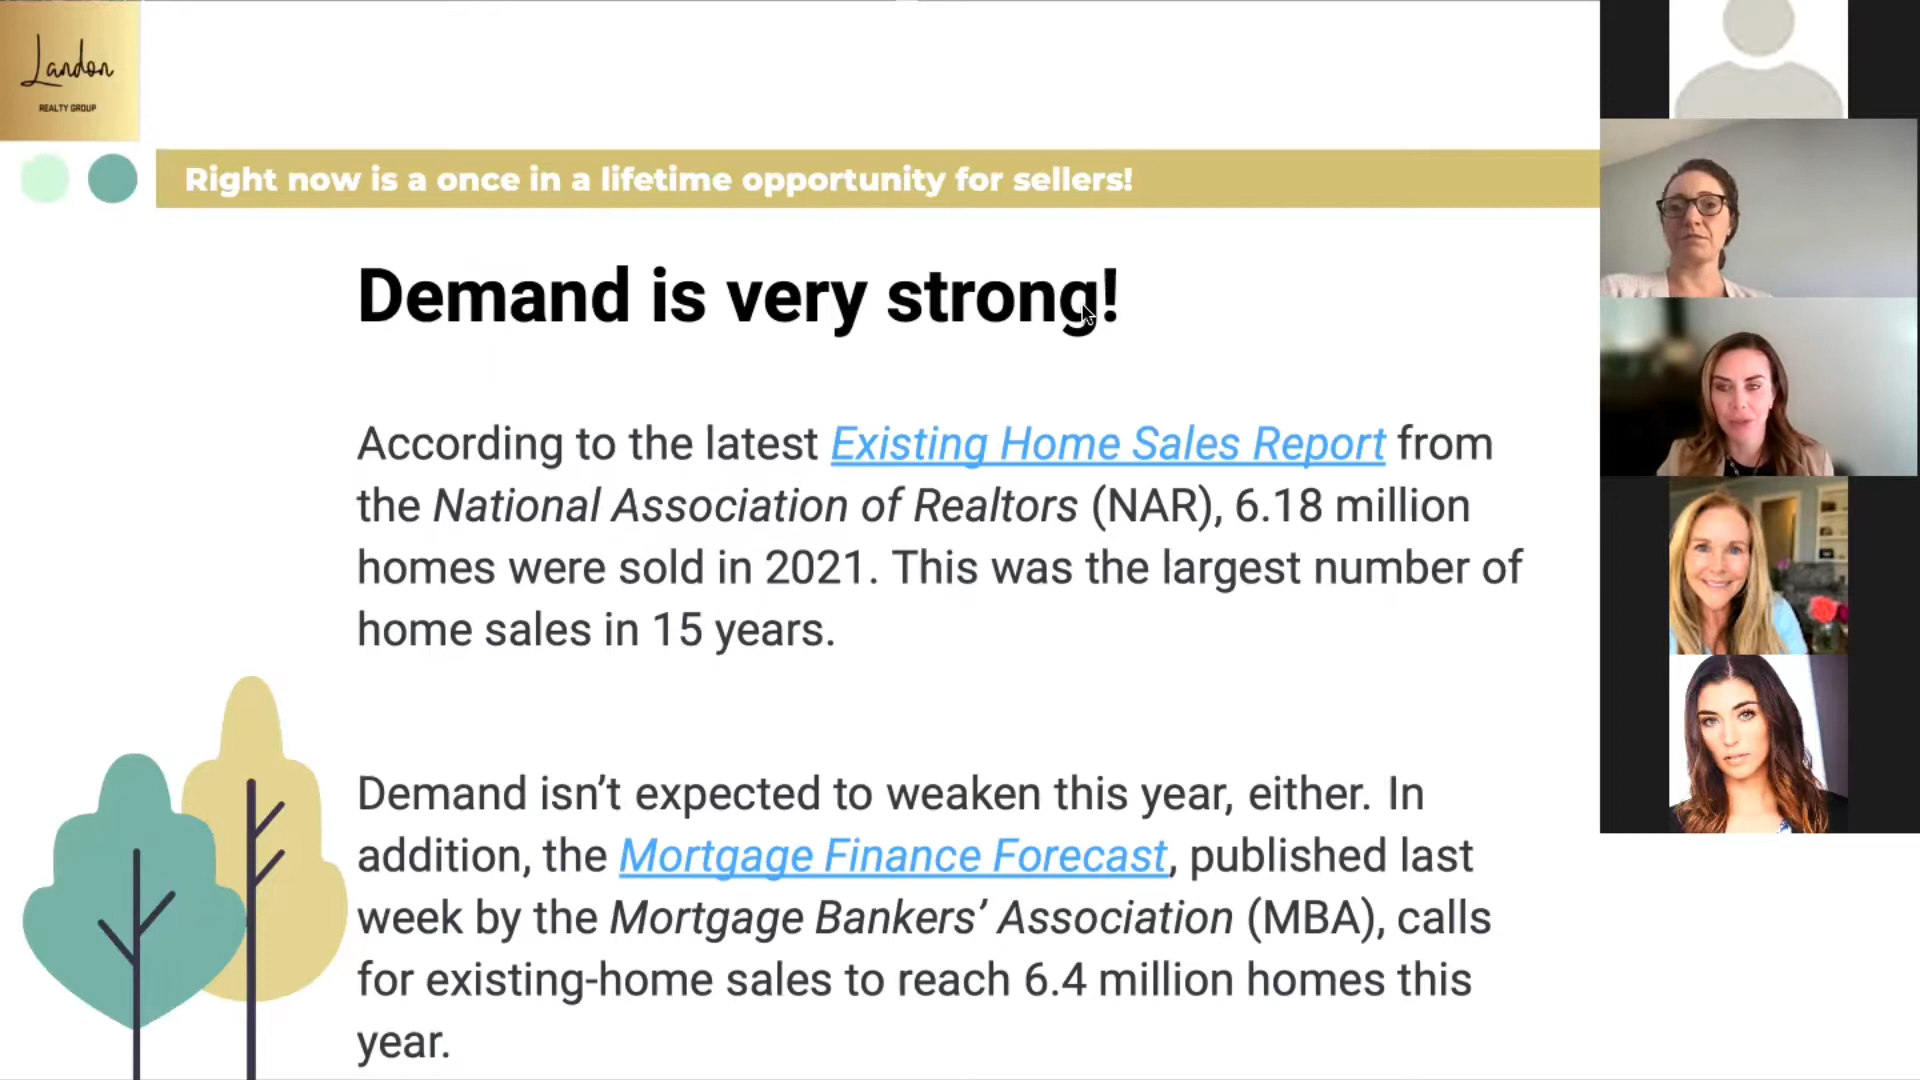 Landon
REALTY GROUP
Right now is a once in a lifetime opportunity for sellers!
Demand is very strong!
According to the latest Existing Home Sales Report from
the National Association of Realtors (NAR), 6.18 million
homes were sold in 2021. This was the largest number of
home sales in 15 years.
Demand isn’t expected to weaken this year, either. In
addition, the Mortgage Finance Forecast, published last
week by the Mortgage Bankers’ Association (MBA), calls
for existing-home sales to reach 6.4 million homes this
year.